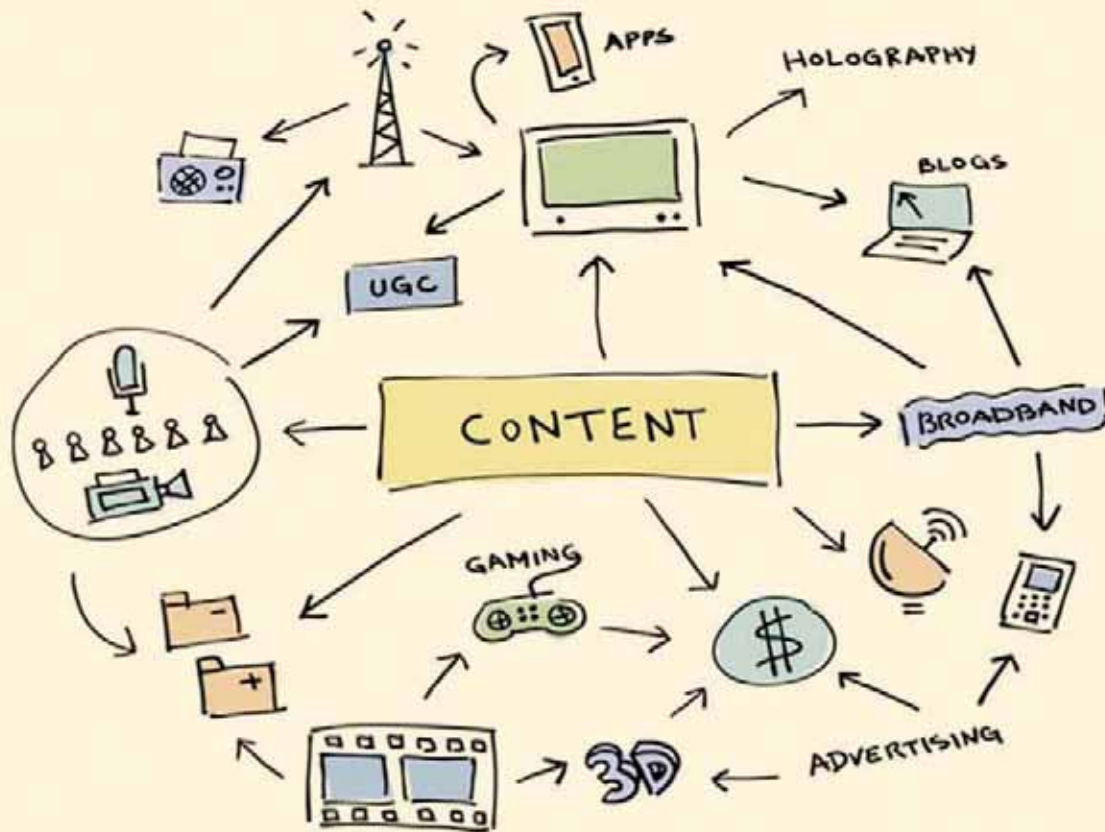 APPS
HOLOGRAPHY
BLOGS
UGC
CONTENT
BROADBAND
GAMING
$
3D
ADVERTISING